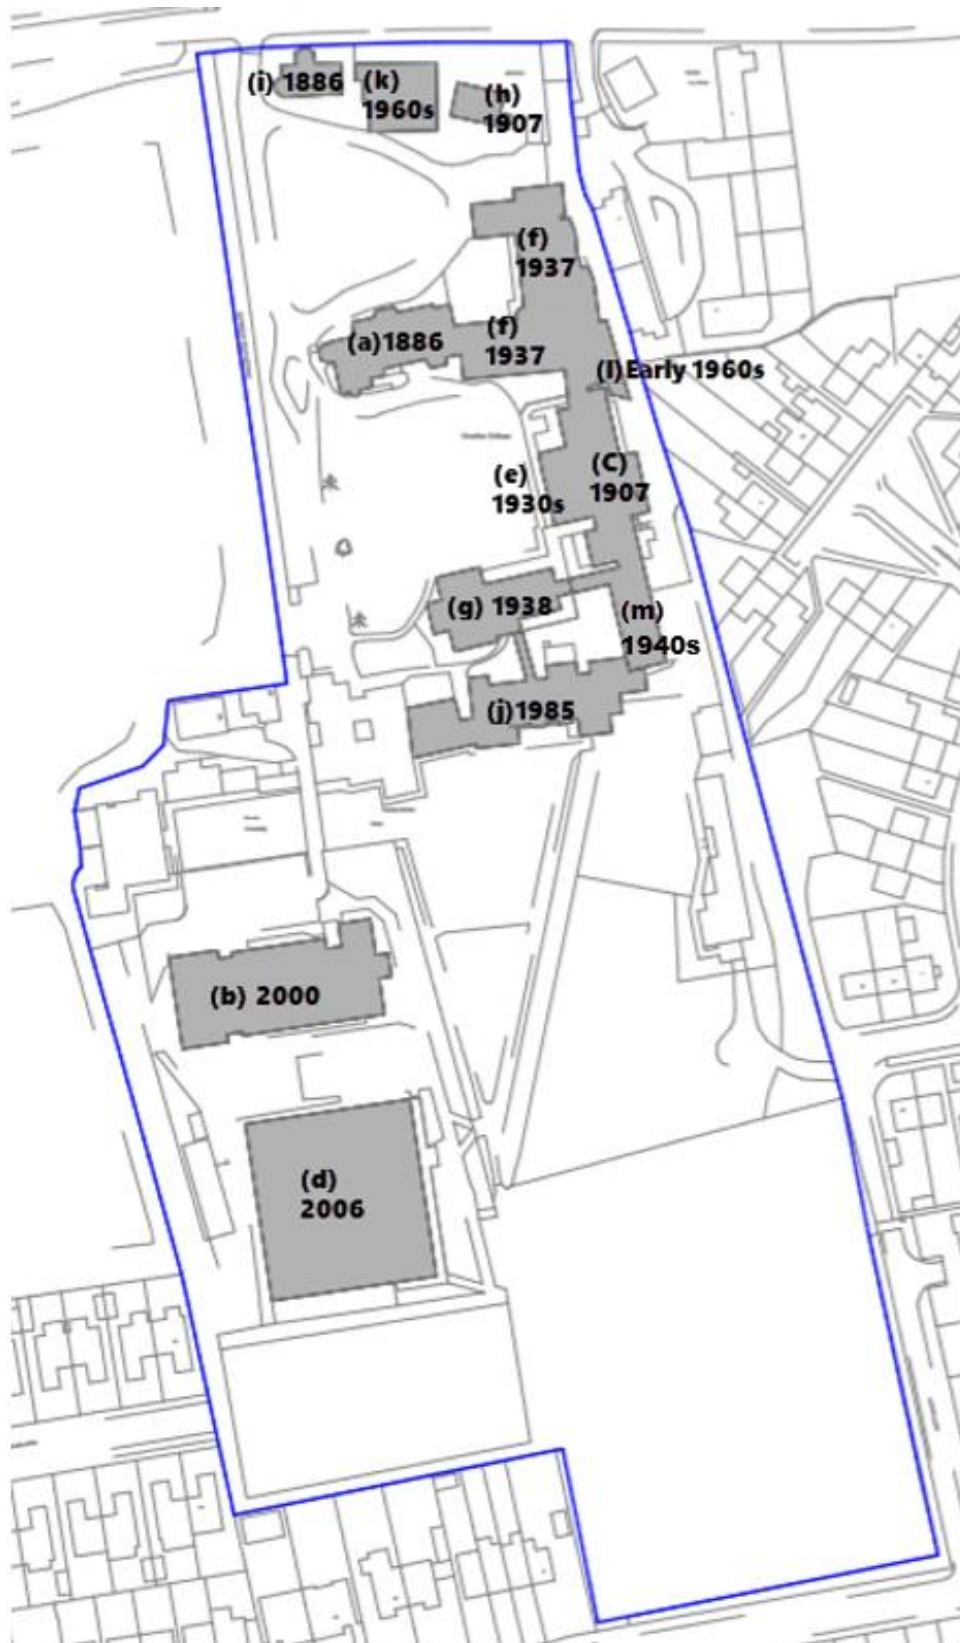 (i) 1886
(k)
1960s
(h)
1907
(f)
1937
(a)1886
(f)
1937
(l)Early 1960s
(e)
1930s
(C)
1907
(g) 1938
(m)
1940s
(j)1985
(b) 2000
(d)
2006